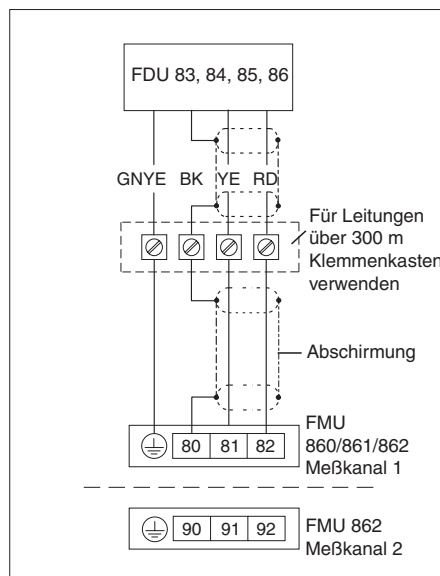 FDU 83, 84, 85, 86
GNYE BK YE RD
Für Leitungen
über 300 m
Klemmenkasten
verwenden
Abschirmung
FMU
860/861/862
Meßkanal 1
80 81 82
90 91 92
FMU 862
Meßkanal 2